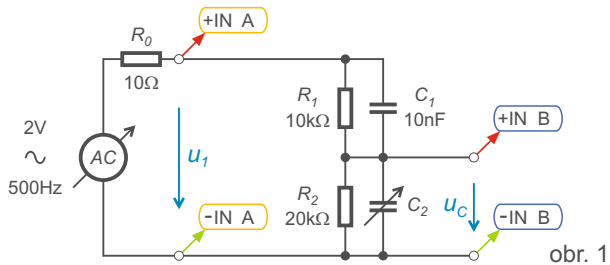 +IN A
R0
10Ω
R1
10kΩ
C1
10nF
+IN B
2V
AC
500Hz
u1
R2
20kΩ
C2
uC
−IN A
−IN B
obr. 1